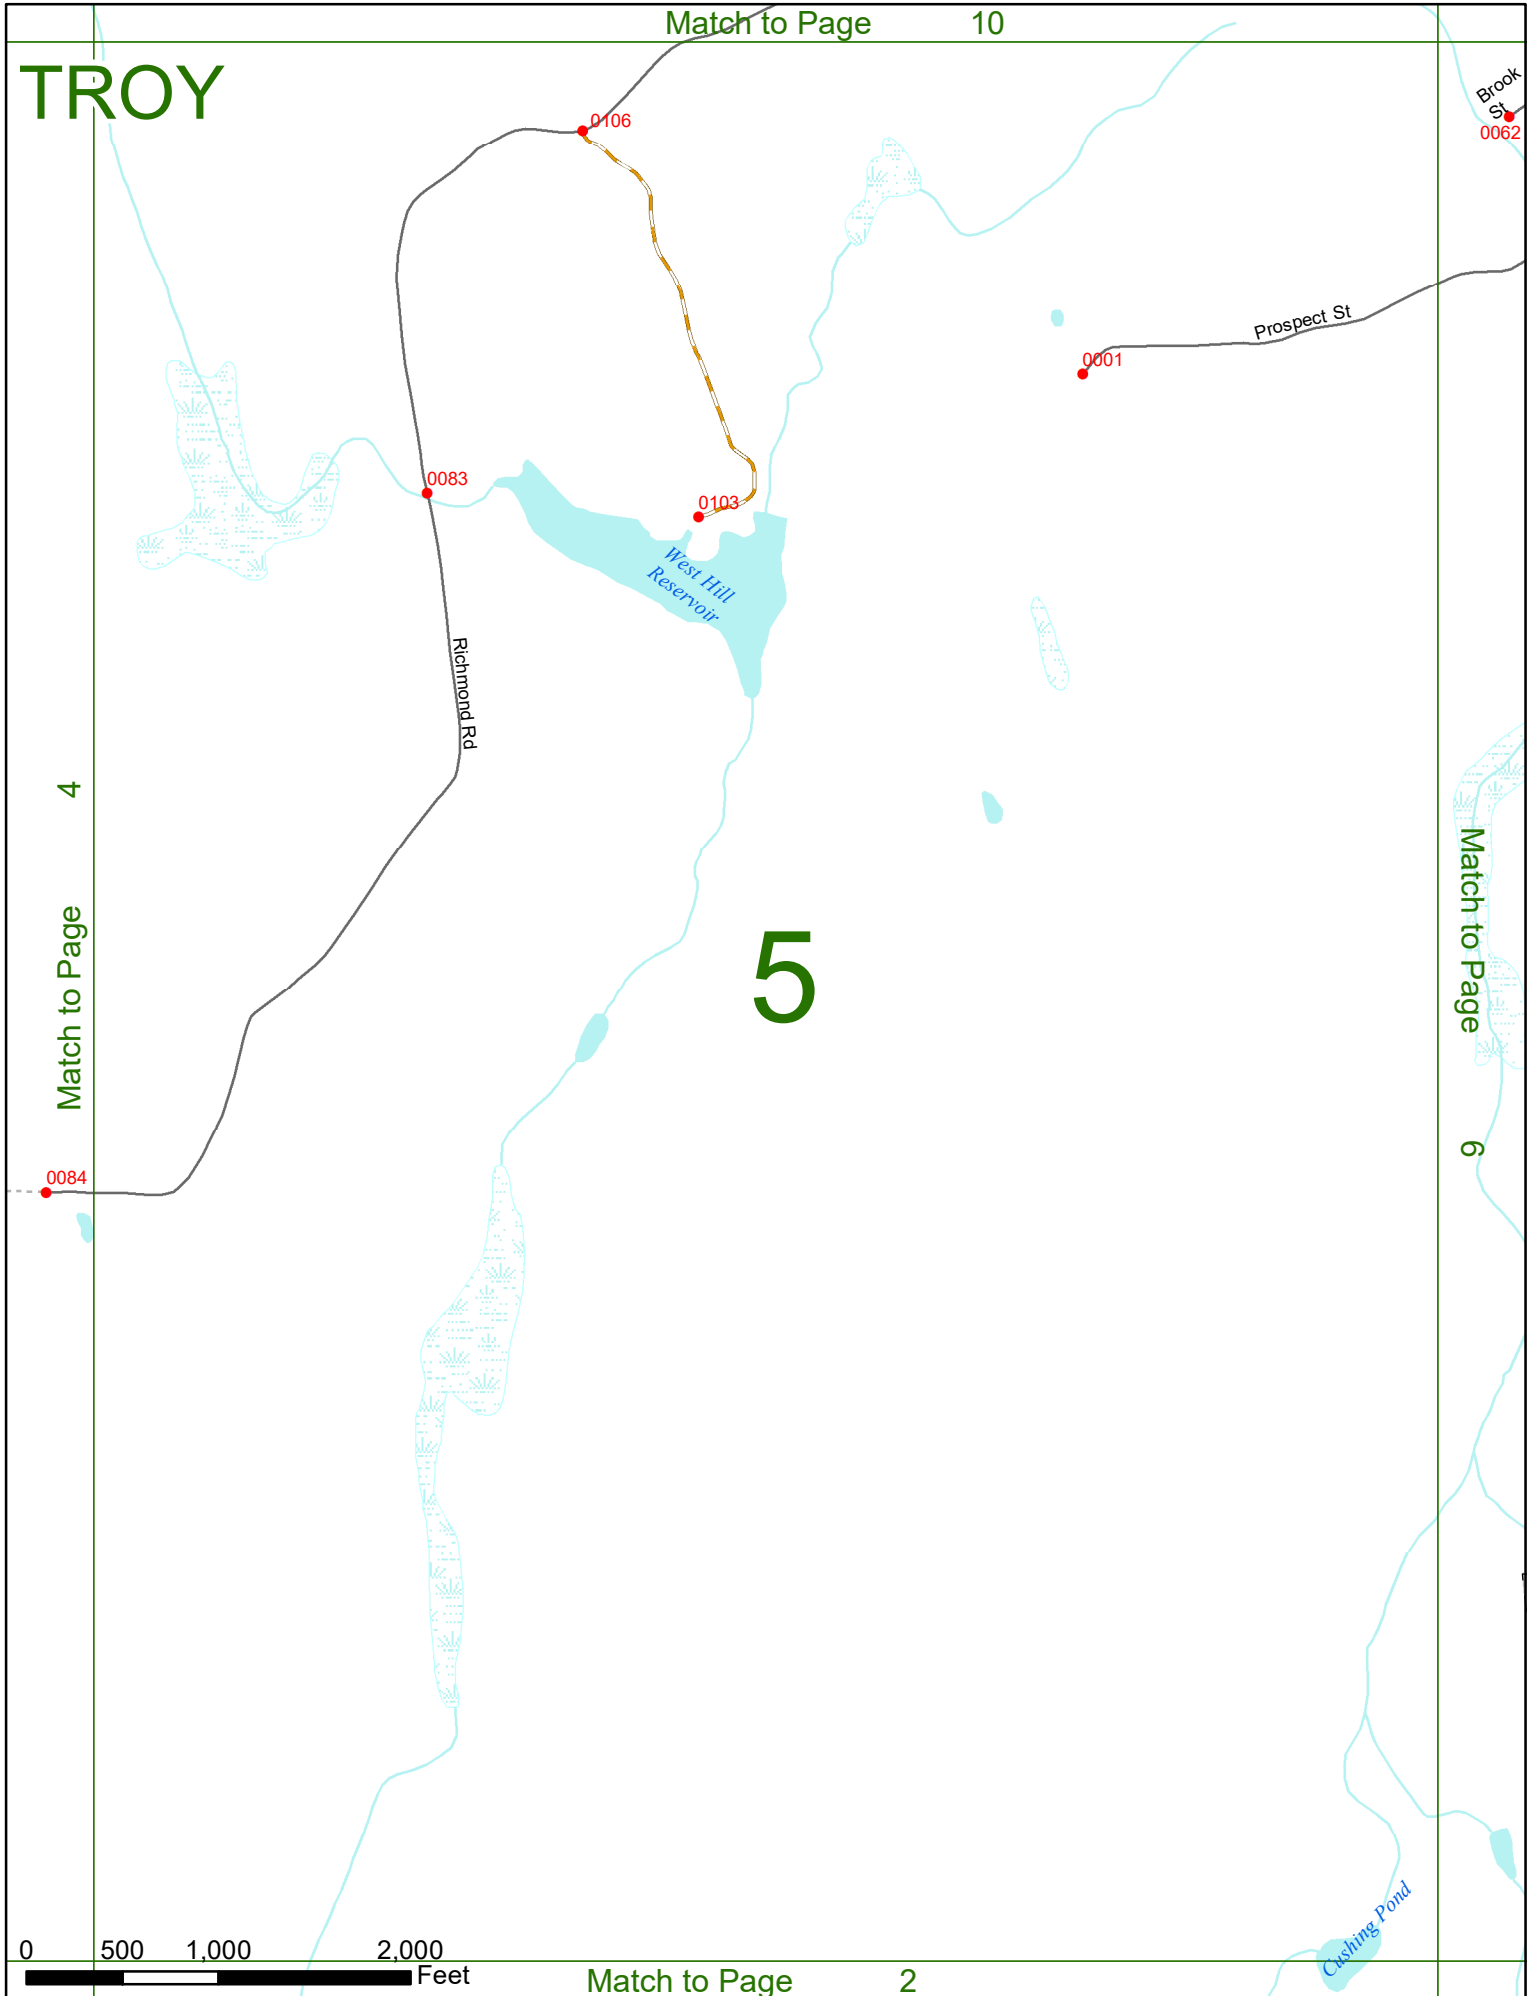 Match to Page 10
TROY
Brook
St
0062
0106
Prospect St
0001
0083
0103
West Hill
Reservoir
Richmond Rd
4
Match to Page
Match to Page
6
5
0084
Cushing Pond
0 500 1,000 2,000
Feet
Match to Page 2